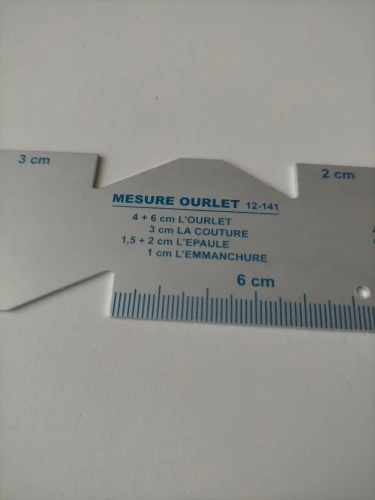 3 cm
2 cm
MESURE OURLET 12-141
4 + 6 cm L'OURLET
3 cm LA COUTURE
1,5 + 2 cm L'EPAULE
1 cm L'EMMANCHURE
6 cm